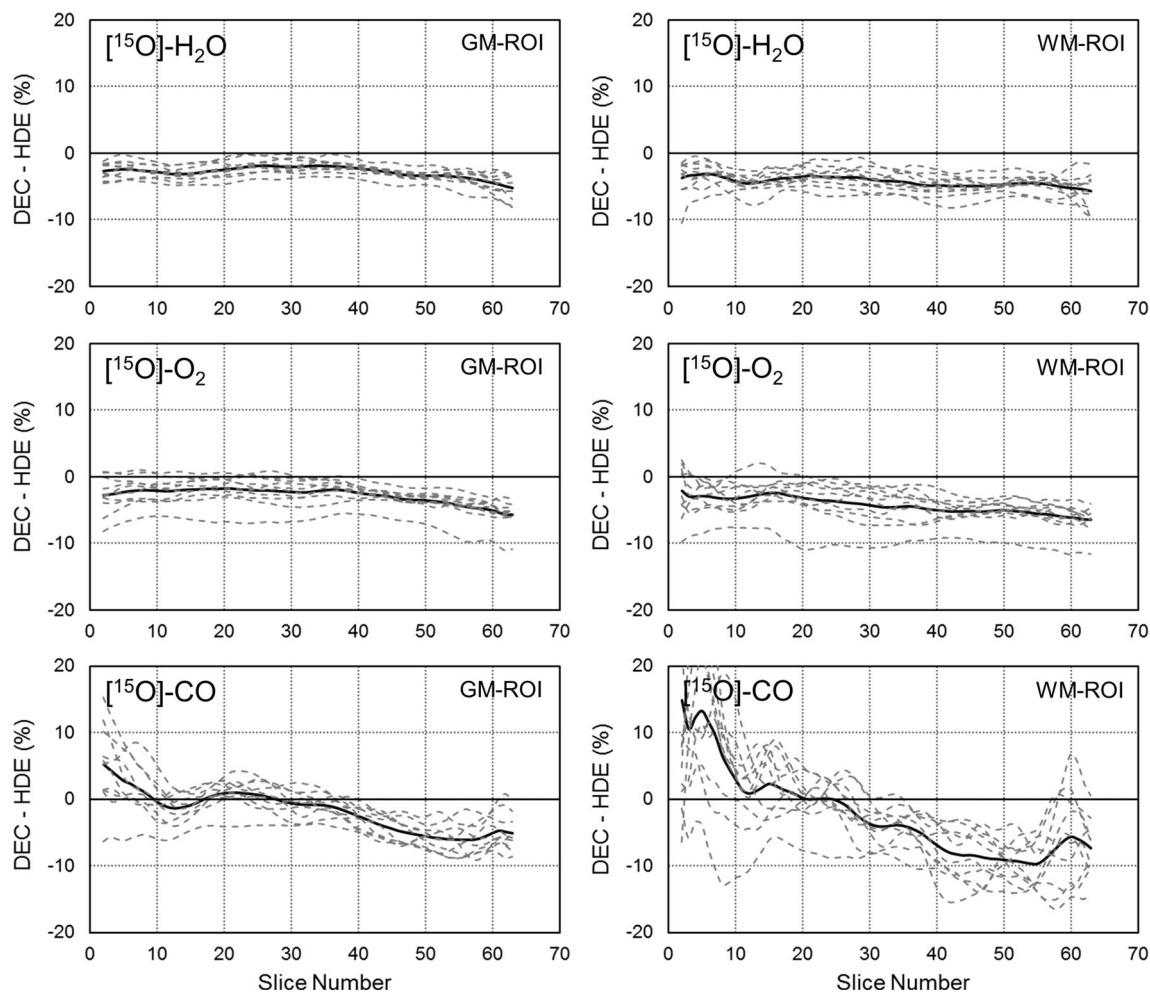 [¹⁵O]-H₂O GM-ROI
DEC - HDE (%)
20
10
0
-10
-20
0 10 20 30 40 50 60 70
[¹⁵O]-H₂O WM-ROI
DEC - HDE (%)
20
10
0
-10
-20
0 10 20 30 40 50 60 70
[¹⁵O]-O₂ GM-ROI
DEC - HDE (%)
20
10
0
-10
-20
0 10 20 30 40 50 60 70
[¹⁵O]-O₂ WM-ROI
DEC - HDE (%)
20
10
0
-10
-20
0 10 20 30 40 50 60 70
[¹⁵O]-CO GM-ROI
DEC - HDE (%)
20
10
0
-10
-20
0 10 20 30 40 50 60 70
Slice Number
[¹⁵O]-CO WM-ROI
DEC - HDE (%)
20
10
0
-10
-20
0 10 20 30 40 50 60 70
Slice Number